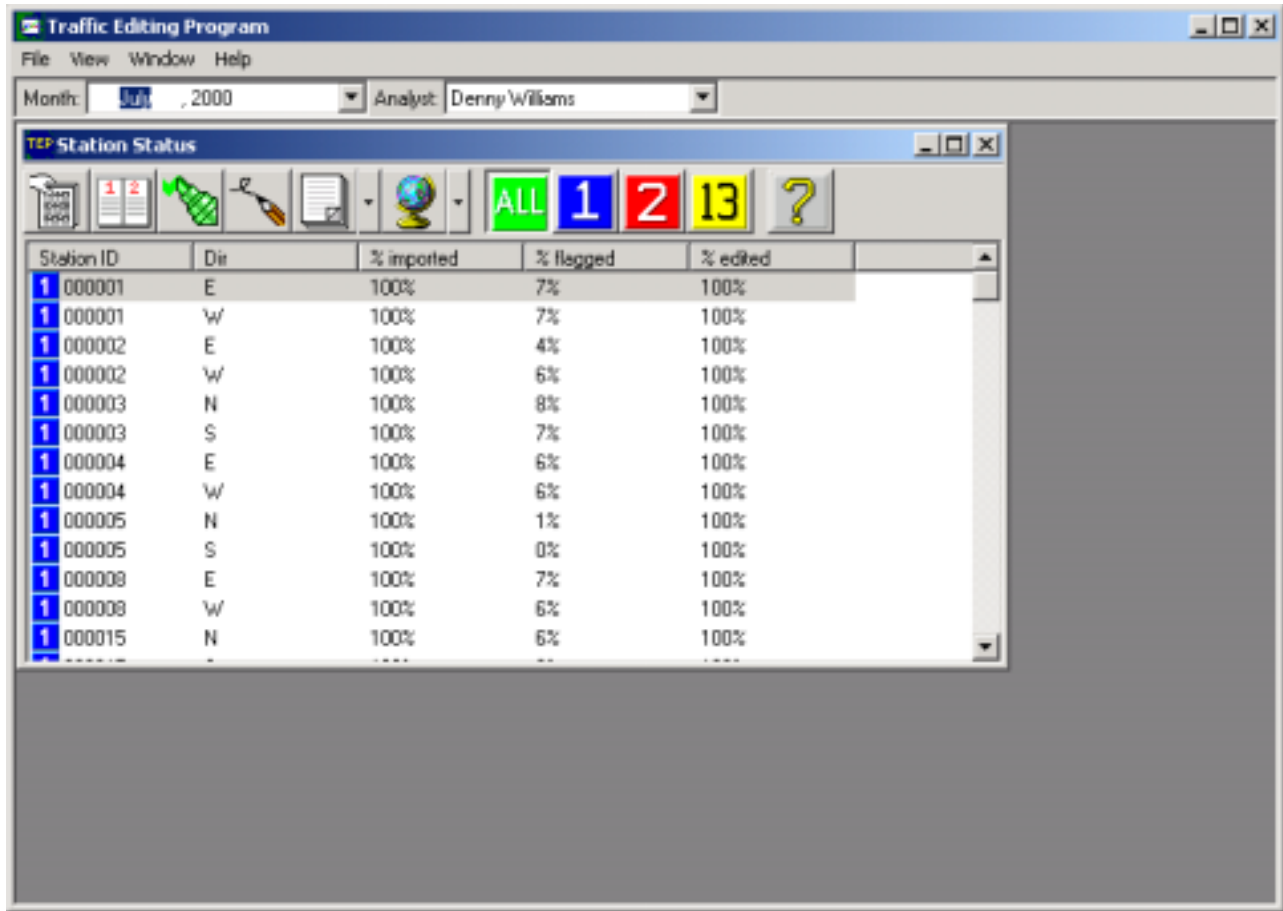 Traffic Editing Program
File View Window Help
Month: July , 2000 Analyst: Denny Williams
TEP Station Status
1 2 ALL 1 2 13 ?
Station ID Dir % imported % flagged % edited
1 000001 E 100% 7% 100%
1 000001 W 100% 7% 100%
1 000002 E 100% 4% 100%
1 000002 W 100% 6% 100%
1 000003 N 100% 8% 100%
1 000003 S 100% 7% 100%
1 000004 E 100% 6% 100%
1 000004 W 100% 6% 100%
1 000005 N 100% 1% 100%
1 000005 S 100% 0% 100%
1 000008 E 100% 7% 100%
1 000008 W 100% 6% 100%
1 000015 N 100% 6% 100%